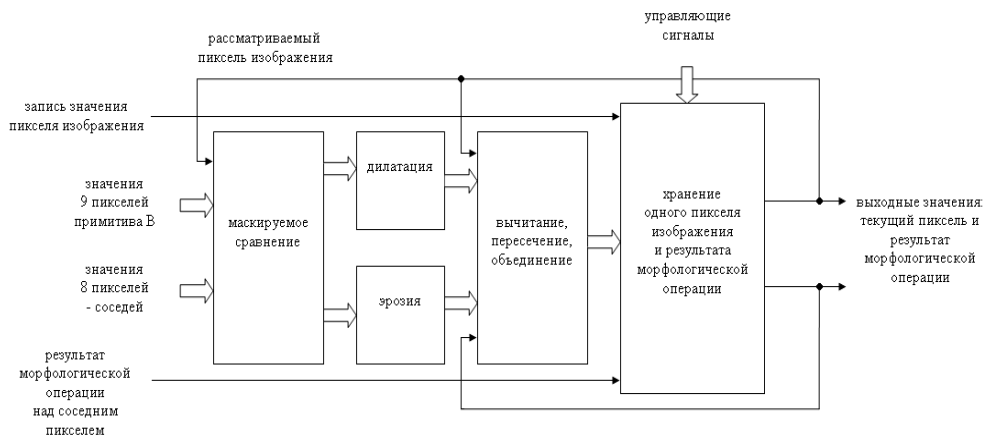 управляющие
сигналы
рассматриваемый
пиксель изображения
запись значения
пикселя изображения
значения
9 пикселей
примитива B
значения
8 пикселей
- соседей
результат
морфологической
операции
над соседним
пикселем
маскируемое
сравнение
дилатация
эрозия
вычитание,
пересечение,
объединение
хранение
одного пикселя
изображения
и результата
морфологической
операции
выходные значения:
текущий пиксель и
результат
морфологической
операции